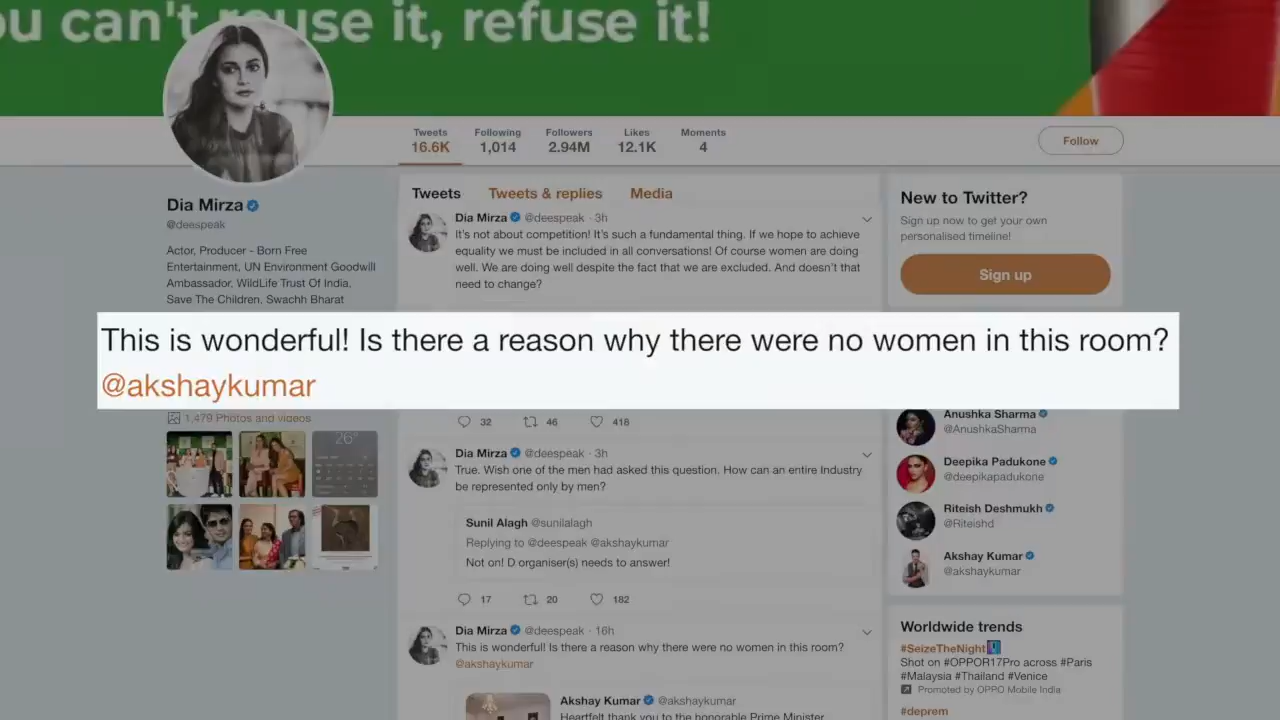 ou can't reuse it, refuse it!
Tweets
16.6K
Following
1,014
Followers
2.94M
Likes
12.1K
Moments
4
Follow
Dia Mirza
@deespeak
Actor, Producer - Born Free
Entertainment, UN Environment Goodwill
Ambassador, WildLife Trust Of India,
Save The Children, Swachh Bharat
1,479 Photos and videos
26°
Tweets
Tweets & replies
Media
Dia Mirza @deespeak · 3h
It's not about competition! It's such a fundamental thing. If we hope to achieve
equality we must be included in all conversations! Of course women are doing
well. We are doing well despite the fact that we are excluded. And doesn't that
need to change?
This is wonderful! Is there a reason why there were no women in this room?
@akshaykumar
32 46 418
Dia Mirza @deespeak · 3h
True. Wish one of the men had asked this question. How can an entire Industry
be represented only by men?
Sunil Alagh @sunilalagh
Replying to @deespeak @akshaykumar
Not on! D organiser(s) needs to answer!
17 20 182
Dia Mirza @deespeak · 16h
This is wonderful! Is there a reason why there were no women in this room?
@akshaykumar
Akshay Kumar @akshaykumar
Heartfelt thank you to the honorable Prime Minister
New to Twitter?
Sign up now to get your own
personalised timeline!
Sign up
Anushka Sharma
@AnushkaSharma
Deepika Padukone
@deepikapadukone
Riteish Deshmukh
@Riteishd
Akshay Kumar
@akshaykumar
Worldwide trends
#SeizeTheNight
Shot on #OPPOR17Pro across #Paris
#Malaysia #Thailand #Venice
Promoted by OPPO Mobile India
#deprem